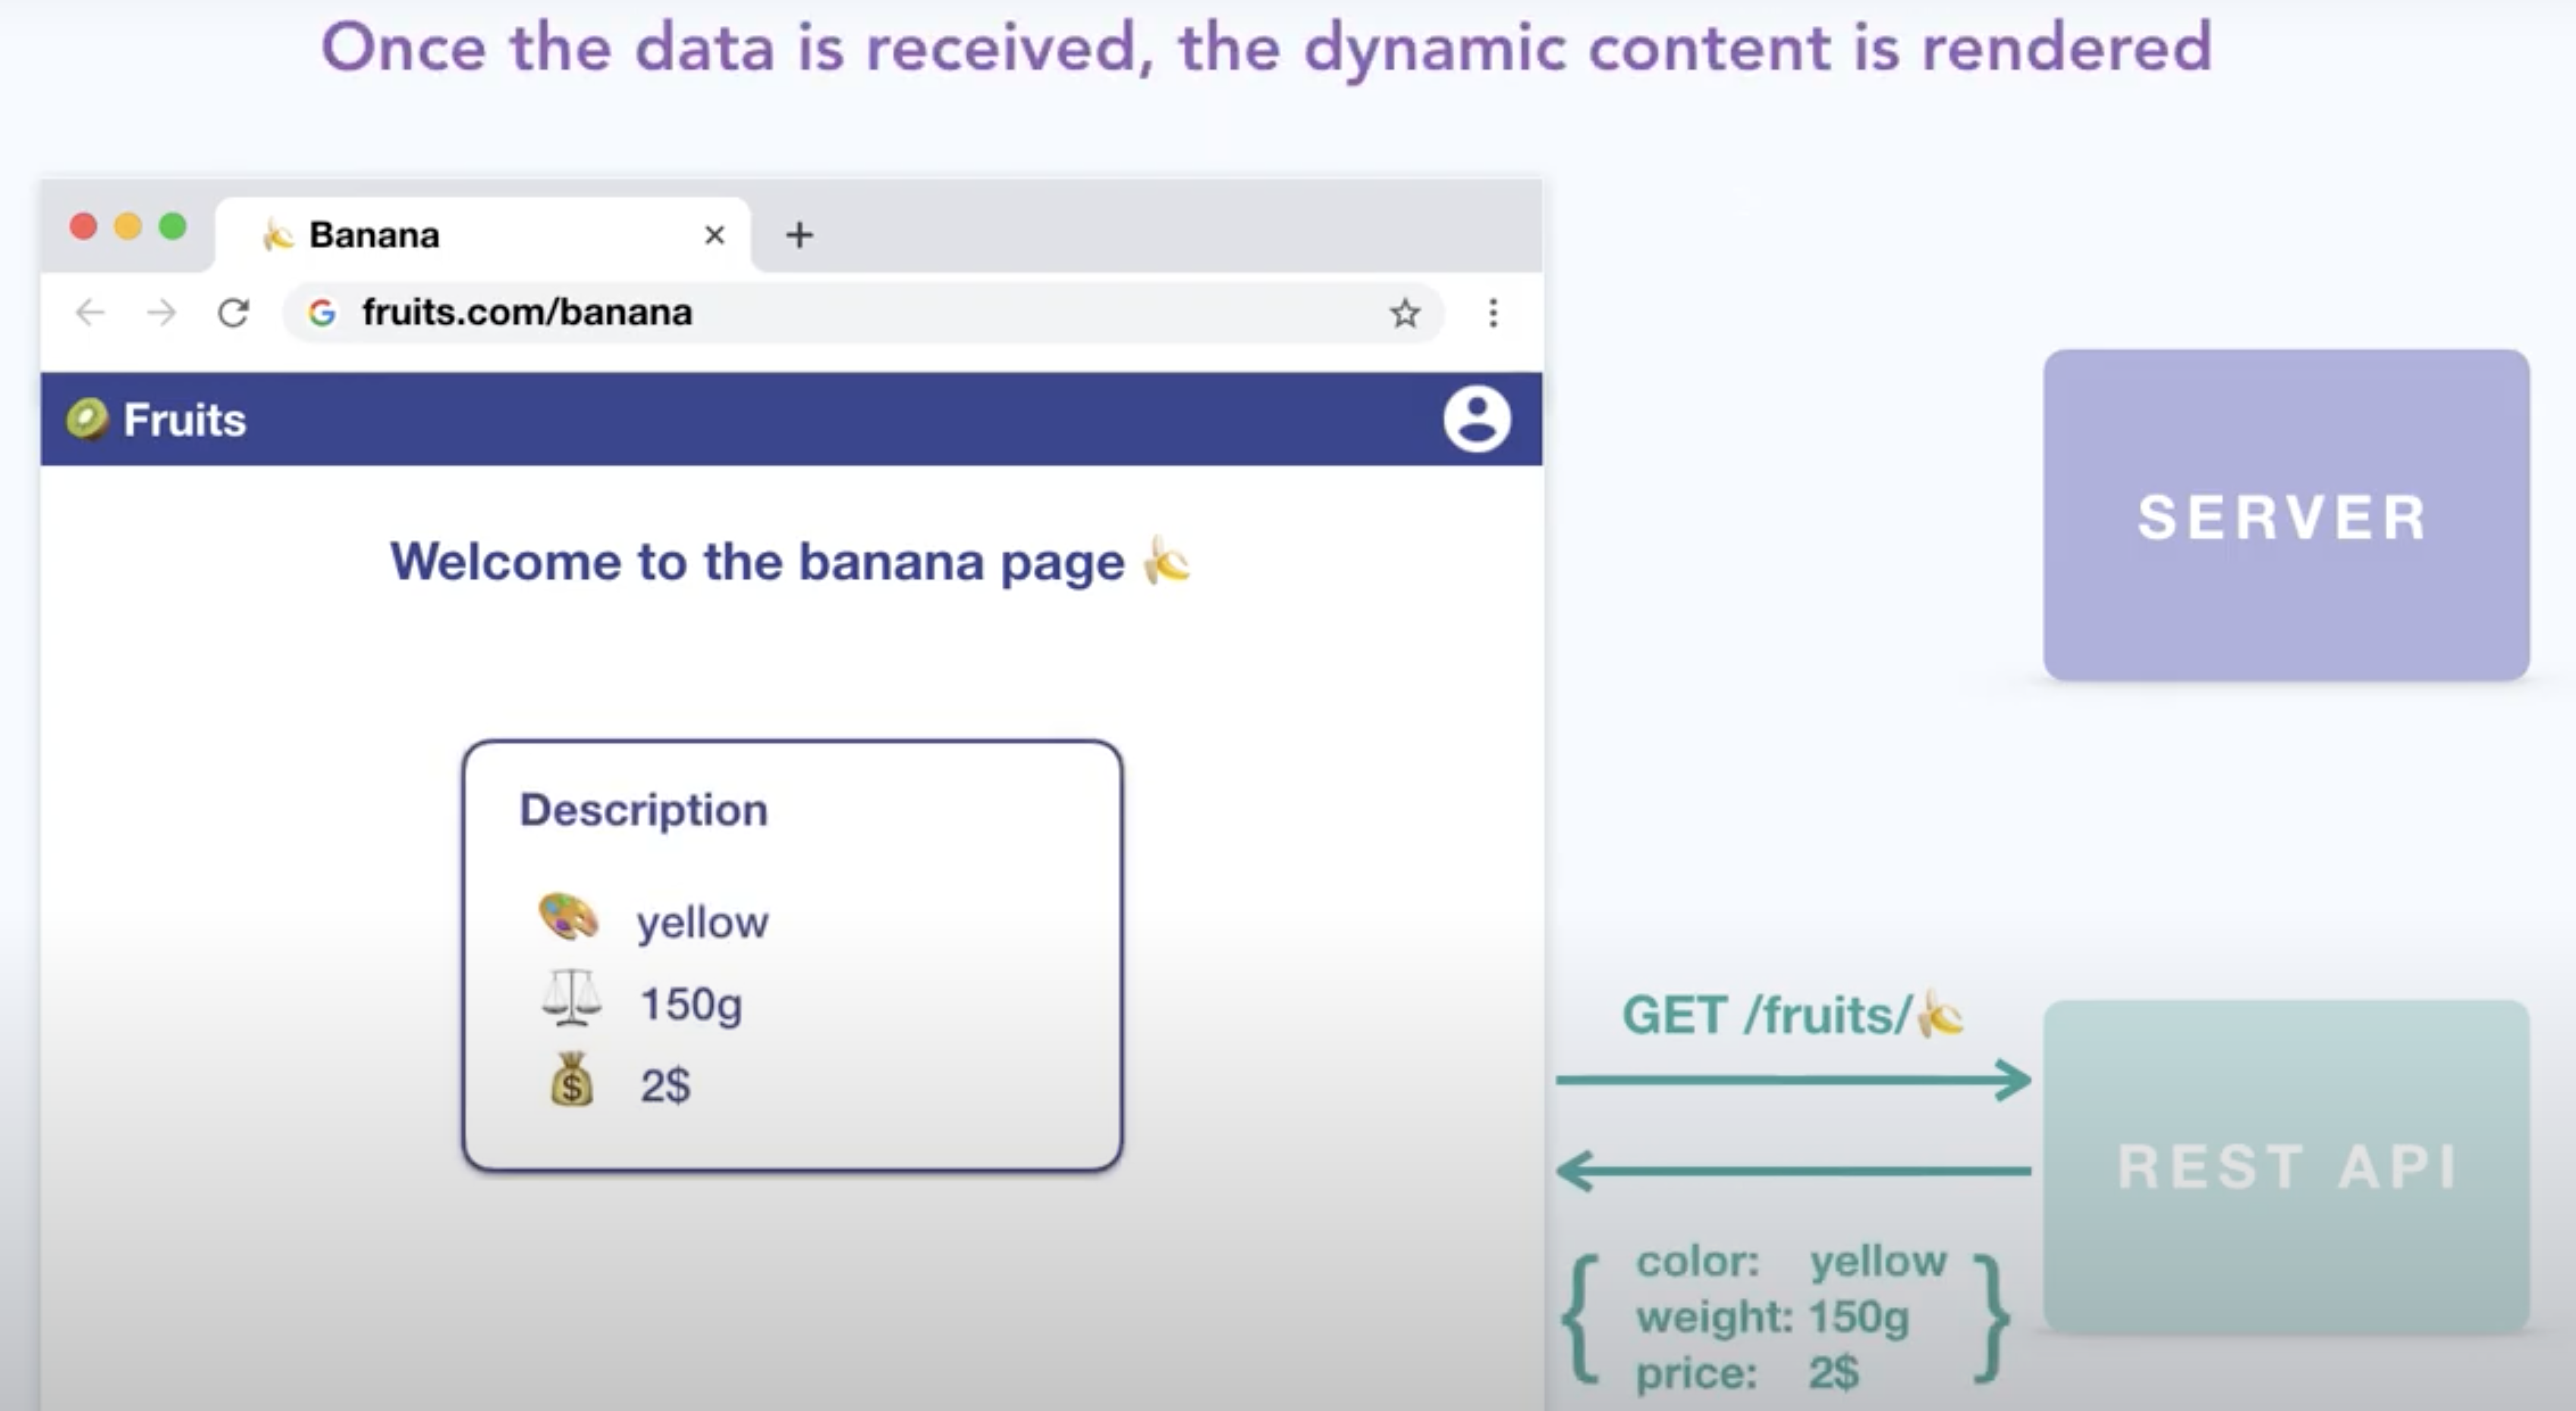 Once the data is received, the dynamic content is rendered
Banana
fruits.com/banana
Fruits
Welcome to the banana page
Description
yellow
150g
2$
SERVER
GET /fruits/
REST API
{ color: yellow
weight: 150g
price: 2$ }